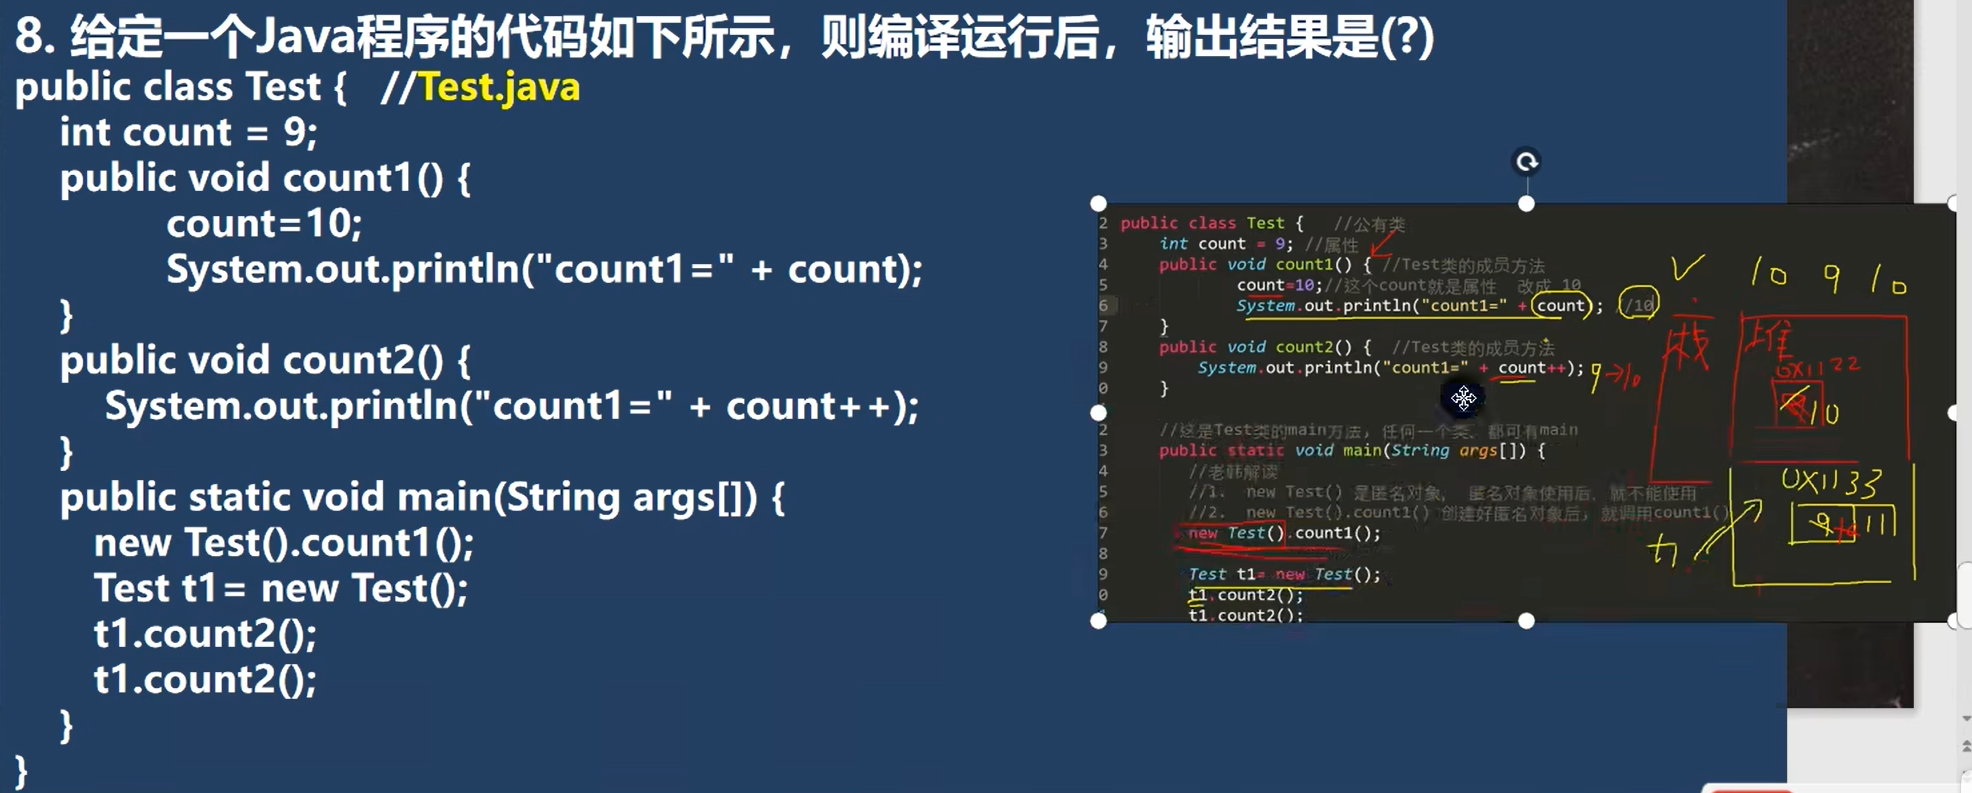 8. 给定一个Java程序的代码如下所示，则编译运行后，输出结果是(?)
public class Test {   //Test.java
int count = 9;
public void count1() {
count=10;
System.out.println("count1=" + count);
}
public void count2() {
System.out.println("count1=" + count++);
}
public static void main(String args[]) {
new Test().count1();
Test t1= new Test();
t1.count2();
t1.count2();
}
}
2 public class Test {   //公有类
3 int count = 9; //属性
4 public void count1() { //Test类的成员方法
5 count=10;//这个count就是属性  改成 10
6 System.out.println("count1=" + count); //10
7 }
8 public void count2() {  //Test类的成员方法
9 System.out.println("count1=" + count++); 9→10
0 }
2 //这是Test类的main方法, 任何一个类, 都可有main
3 public static void main(String args[]) {
4 //老韩解读
5 //1.  new Test() 是匿名对象,  匿名对象使用后, 就不能使用
6 //2.  new Test().count1() 创建好匿名对象后, 就调用count1()
7 new Test().count1();
8
9 Test t1= new Test();
0 t1.count2();
t1.count2();
10 9 10
栈
堆
0X1122
9 10
0X1133
9 10 11
t1